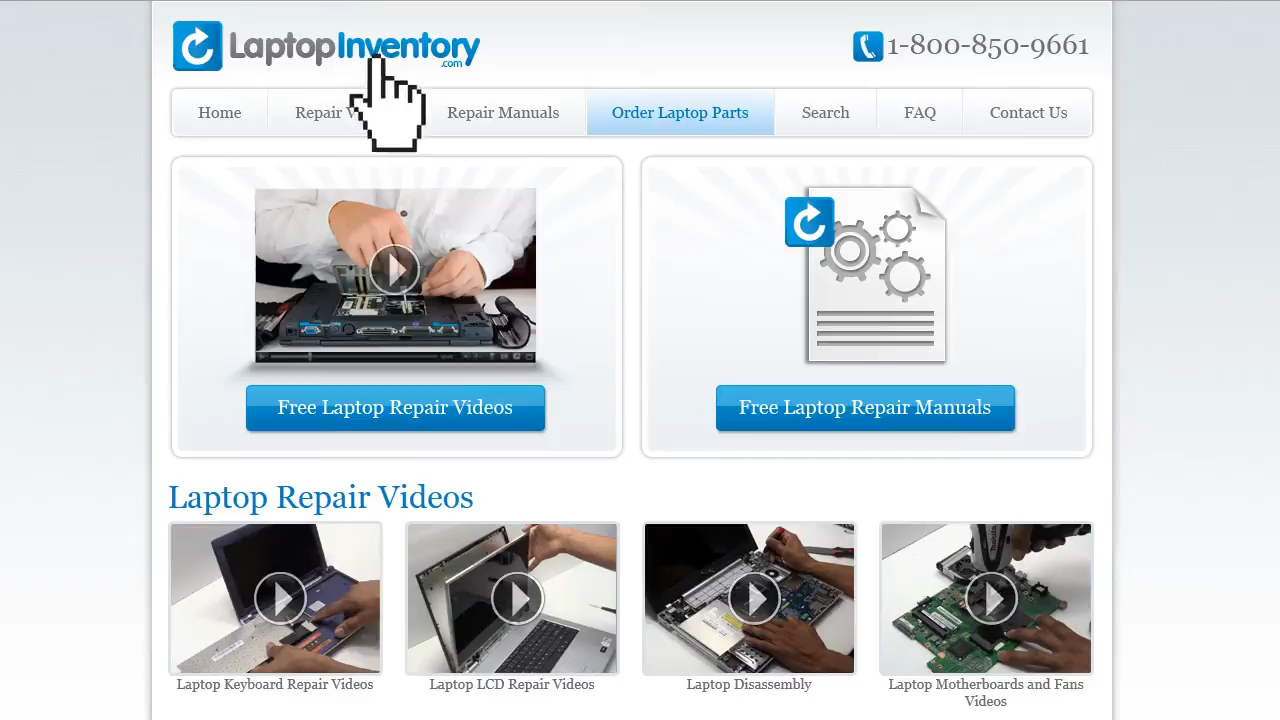 LaptopInventory
.com
1-800-850-9661
Home
Repair V
Repair Manuals
Order Laptop Parts
Search
FAQ
Contact Us
Free Laptop Repair Videos
Free Laptop Repair Manuals
Laptop Repair Videos
Laptop Keyboard Repair Videos
Laptop LCD Repair Videos
Laptop Disassembly
Laptop Motherboards and Fans
Videos